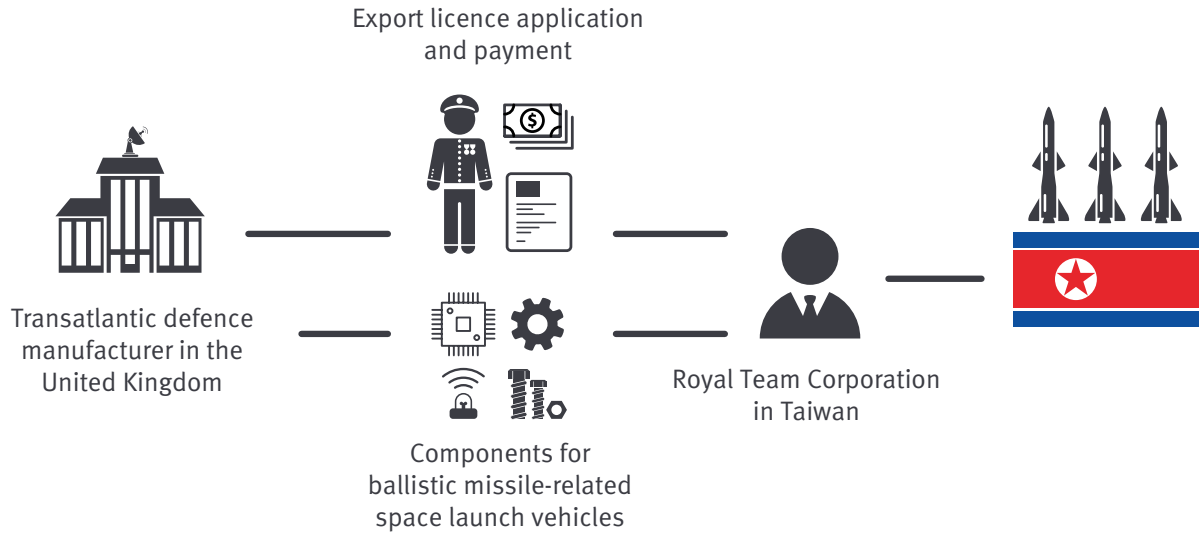 Export licence application
and payment
Transatlantic defence
manufacturer in the
United Kingdom
Royal Team Corporation
in Taiwan
Components for
ballistic missile-related
space launch vehicles